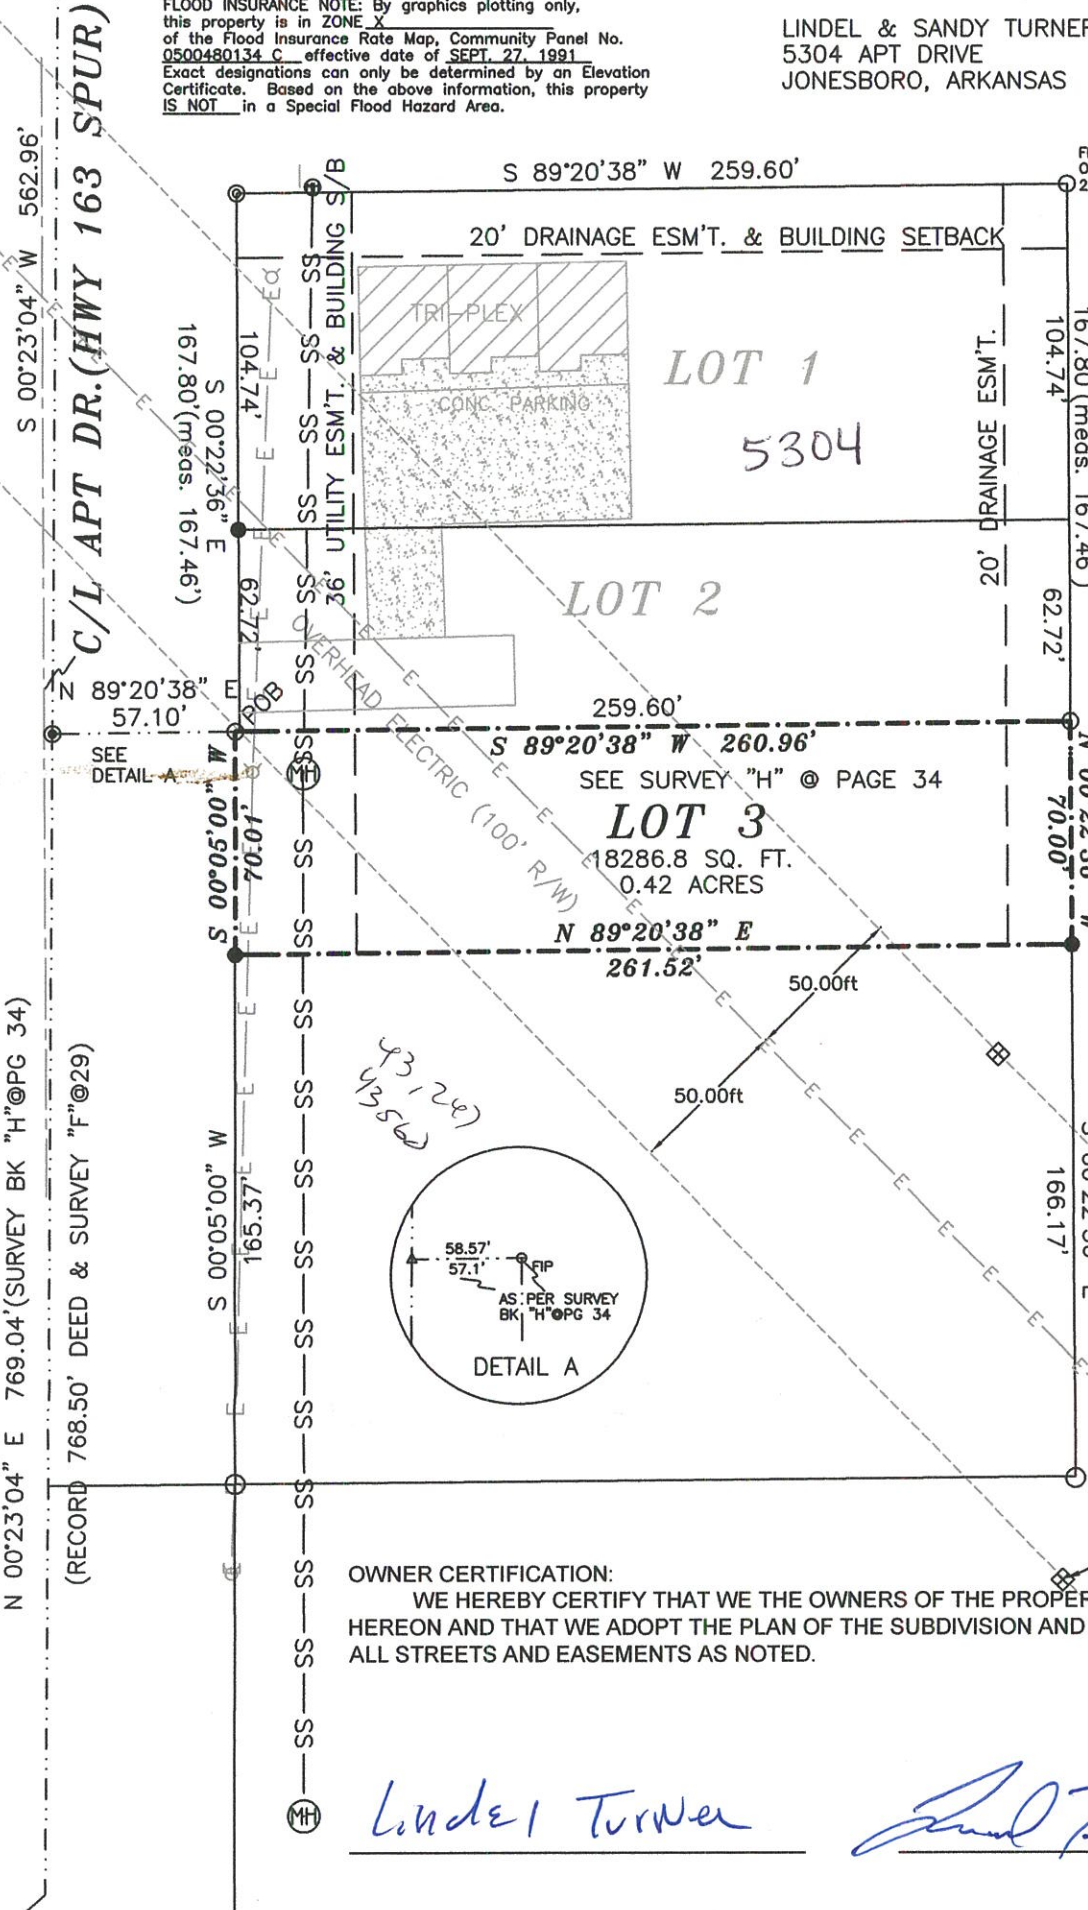 FLOOD INSURANCE NOTE: By graphics plotting only,
this property is in ZONE X
of the Flood Insurance Rate Map, Community Panel No.
0500480134 C effective date of SEPT. 27, 1991
Exact designations can only be determined by an Elevation
Certificate. Based on the above information, this property
IS NOT in a Special Flood Hazard Area.
LINDEL & SANDY TURNER
5304 APT DRIVE
JONESBORO, ARKANSAS
S 00°23'04" W 562.96'
C/L APT DR.(HWY 163 SPUR)
S 89°20'38" W 259.60'
20' DRAINAGE ESM'T. & BUILDING SETBACK
36' UTILITY ESM'T. & BUILDING S/B
TRI-PLEX
CONC. PARKING
LOT 1
5304
20' DRAINAGE ESM'T.
104.74'
S 00°22'36" E
167.80'(meas. 167.46')
167.80'(meas. 167.46')
104.74'
62.72'
LOT 2
62.72'
OVERHEAD ELECTRIC (100' R/W)
N 89°20'38" E
57.10'
POB
SEE
DETAIL A
259.60'
S 89°20'38" W 260.96'
SEE SURVEY "H" @ PAGE 34
LOT 3
18286.8 SQ. FT.
0.42 ACRES
S 00°05'00" W
70.01'
70.00'
N 89°20'38" E
261.52'
MH
50.00ft
50.00ft
43,247
43560
N 00°23'04" E 769.04'(SURVEY BK "H"@PG 34)
(RECORD 768.50' DEED & SURVEY "F"@29)
S 00°05'00" W
165.37'
166.17'
58.57'
57.1'
FIP
AS PER SURVEY
BK "H"@PG 34
DETAIL A
OWNER CERTIFICATION:
WE HEREBY CERTIFY THAT WE THE OWNERS OF THE PROPER
HEREON AND THAT WE ADOPT THE PLAN OF THE SUBDIVISION AND
ALL STREETS AND EASEMENTS AS NOTED.
MH
Lindel Turner